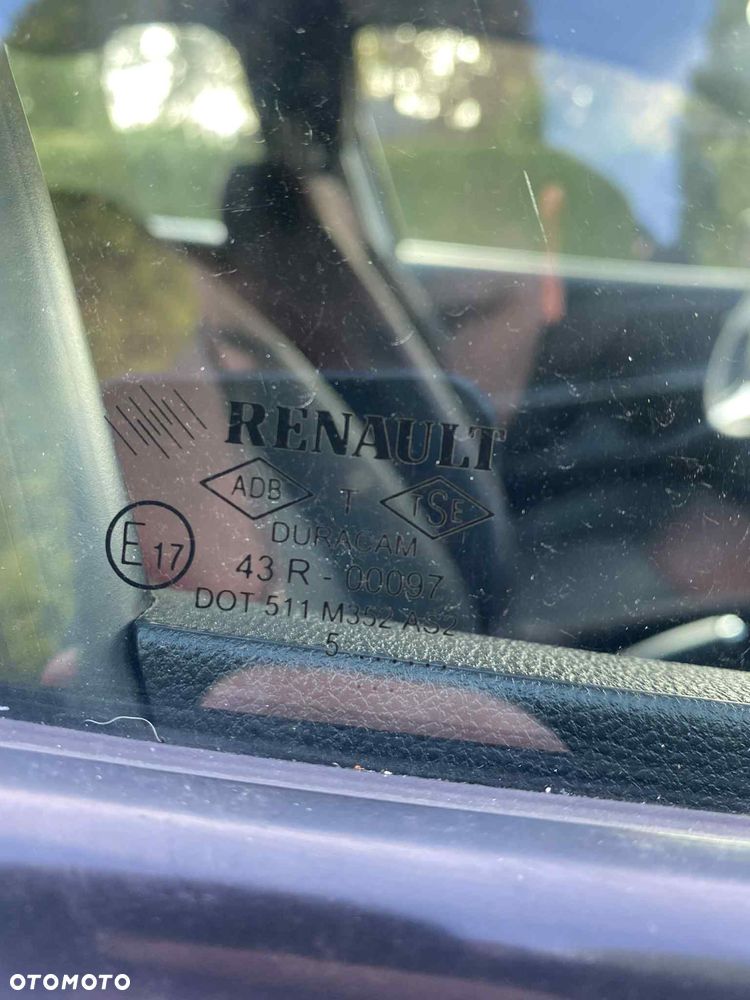 RENAULT
ADB T TSE
DURACAM
E 17
43 R - 00097
DOT 511 M352 AS2
5.......
....
OTOMOTO